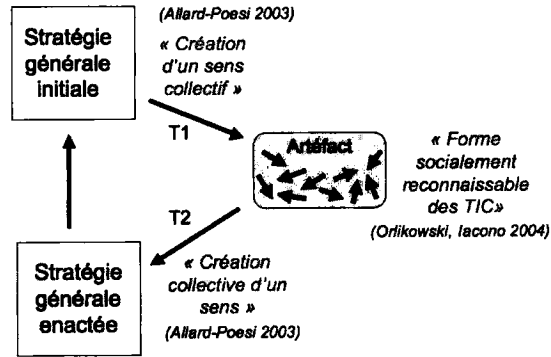 (Allard-Poesi 2003)
Stratégie
générale
initiale
« Création
d'un sens
collectif »
T1
Artéfact
« Forme
socialement
reconnaissable
des TIC»
(Orlikowski, Iacono 2004)
T2
Stratégie
générale
enactée
« Création
collective d'un
sens »
(Allard-Poesi 2003)